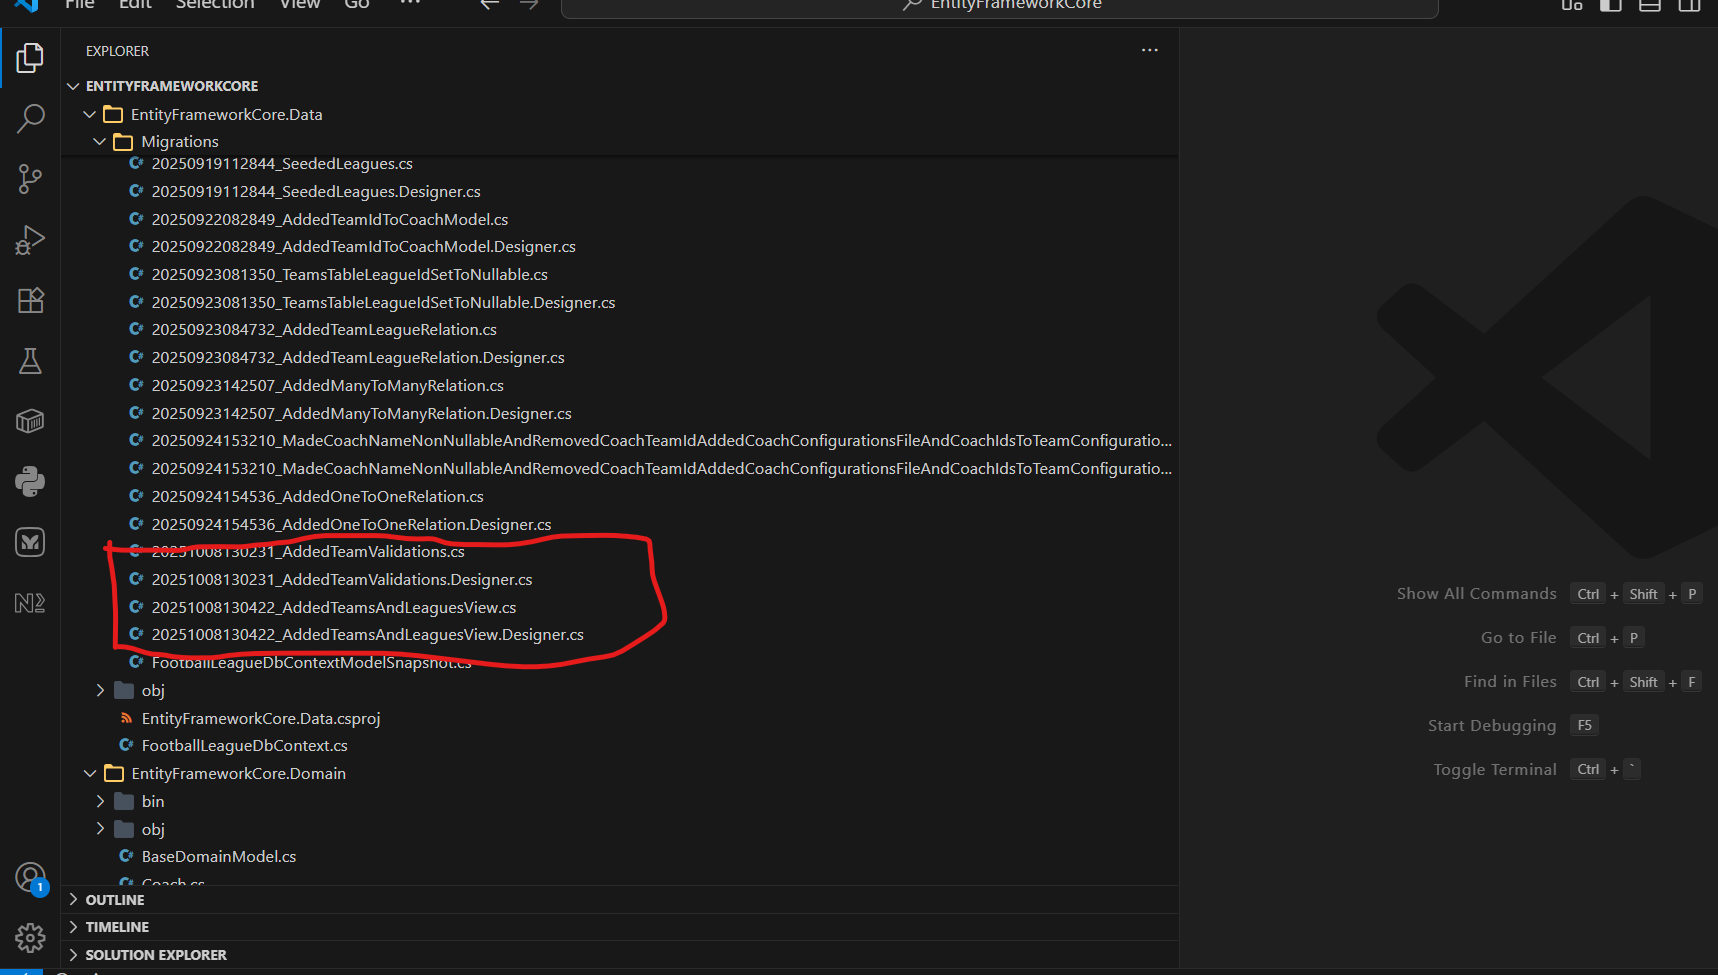 File Edit Selection View Go ···
EntityFrameworkCore
EXPLORER
ENTITYFRAMEWORKCORE
EntityFrameworkCore.Data
Migrations
20250919112844_SeededLeagues.cs
20250919112844_SeededLeagues.Designer.cs
20250922082849_AddedTeamIdToCoachModel.cs
20250922082849_AddedTeamIdToCoachModel.Designer.cs
20250923081350_TeamsTableLeagueIdSetToNullable.cs
20250923081350_TeamsTableLeagueIdSetToNullable.Designer.cs
20250923084732_AddedTeamLeagueRelation.cs
20250923084732_AddedTeamLeagueRelation.Designer.cs
20250923142507_AddedManyToManyRelation.cs
20250923142507_AddedManyToManyRelation.Designer.cs
20250924153210_MadeCoachNameNonNullableAndRemovedCoachTeamIdAddedCoachConfigurationsFileAndCoachIdsToTeamConfiguratio...
20250924153210_MadeCoachNameNonNullableAndRemovedCoachTeamIdAddedCoachConfigurationsFileAndCoachIdsToTeamConfiguratio...
20250924154536_AddedOneToOneRelation.cs
20250924154536_AddedOneToOneRelation.Designer.cs
20251008130231_AddedTeamValidations.cs
20251008130231_AddedTeamValidations.Designer.cs
20251008130422_AddedTeamsAndLeaguesView.cs
20251008130422_AddedTeamsAndLeaguesView.Designer.cs
FootballLeagueDbContextModelSnapshot.cs
obj
EntityFrameworkCore.Data.csproj
FootballLeagueDbContext.cs
EntityFrameworkCore.Domain
bin
obj
BaseDomainModel.cs
Coach.cs
OUTLINE
TIMELINE
SOLUTION EXPLORER
1
Show All Commands Ctrl + Shift + P
Go to File Ctrl + P
Find in Files Ctrl + Shift + F
Start Debugging F5
Toggle Terminal Ctrl + `